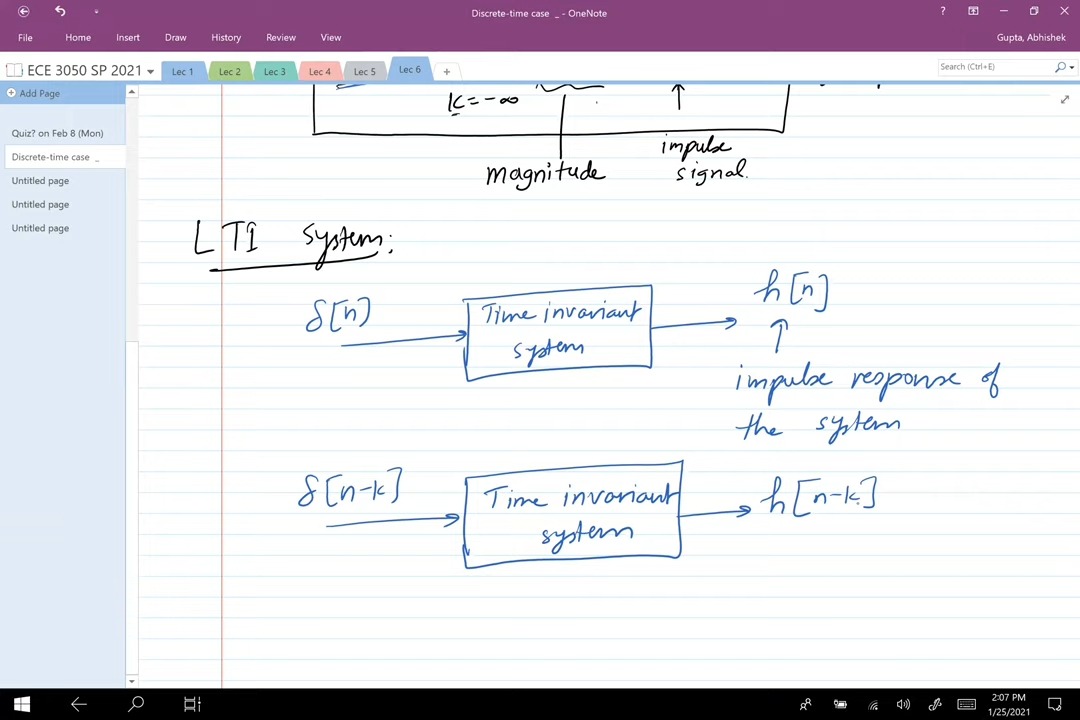 Discrete-time case _ - OneNote
?
File Home Insert Draw History Review View
Gupta, Abhishek
ECE 3050 SP 2021
Lec 1 Lec 2 Lec 3 Lec 4 Lec 5 Lec 6 +
Search (Ctrl+E)
Add Page
Quiz? on Feb 8 (Mon)
Discrete-time case _
Untitled page
Untitled page
Untitled page
k=-∞
magnitude
impulse
signal.
LTI system:
δ[n]
Time invariant
system
h[n]
impulse response of
the system
δ[n-k]
Time invariant
system
h[n-k]
2:07 PM
1/25/2021